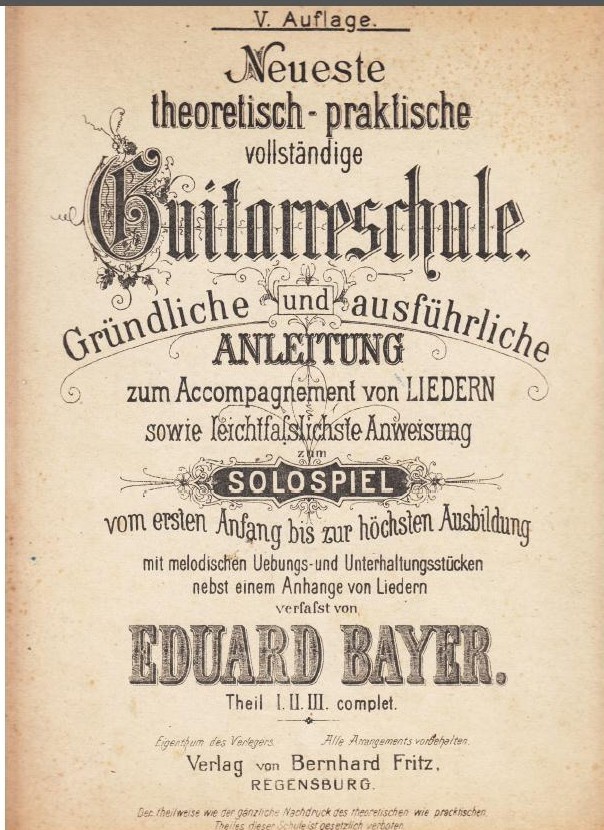 V. Auflage.
Neueste
theoretisch-praktische
vollständige
Guitarreschule.
Gründliche und ausführliche
ANLEITUNG
zum Accompagnement von LIEDERN
sowie leichtfasslichste Anweisung
zum
SOLOSPIEL
vom ersten Anfang bis zur höchsten Ausbildung
mit melodischen Uebungs-und Unterhaltungsstücken
nebst einem Anhange von Liedern
verfaſst von
EDUARD BAYER.
Theil I. II. III. complet.
Eigenthum des Verlegers. Alle Arrangements vorbehalten.
Verlag von Bernhard Fritz,
REGENSBURG.
Der theilweise wie der gänzliche Nachdruck des theoretischen wie pracktischen
Theiles dieser Schule ist gesetzlich verboten.